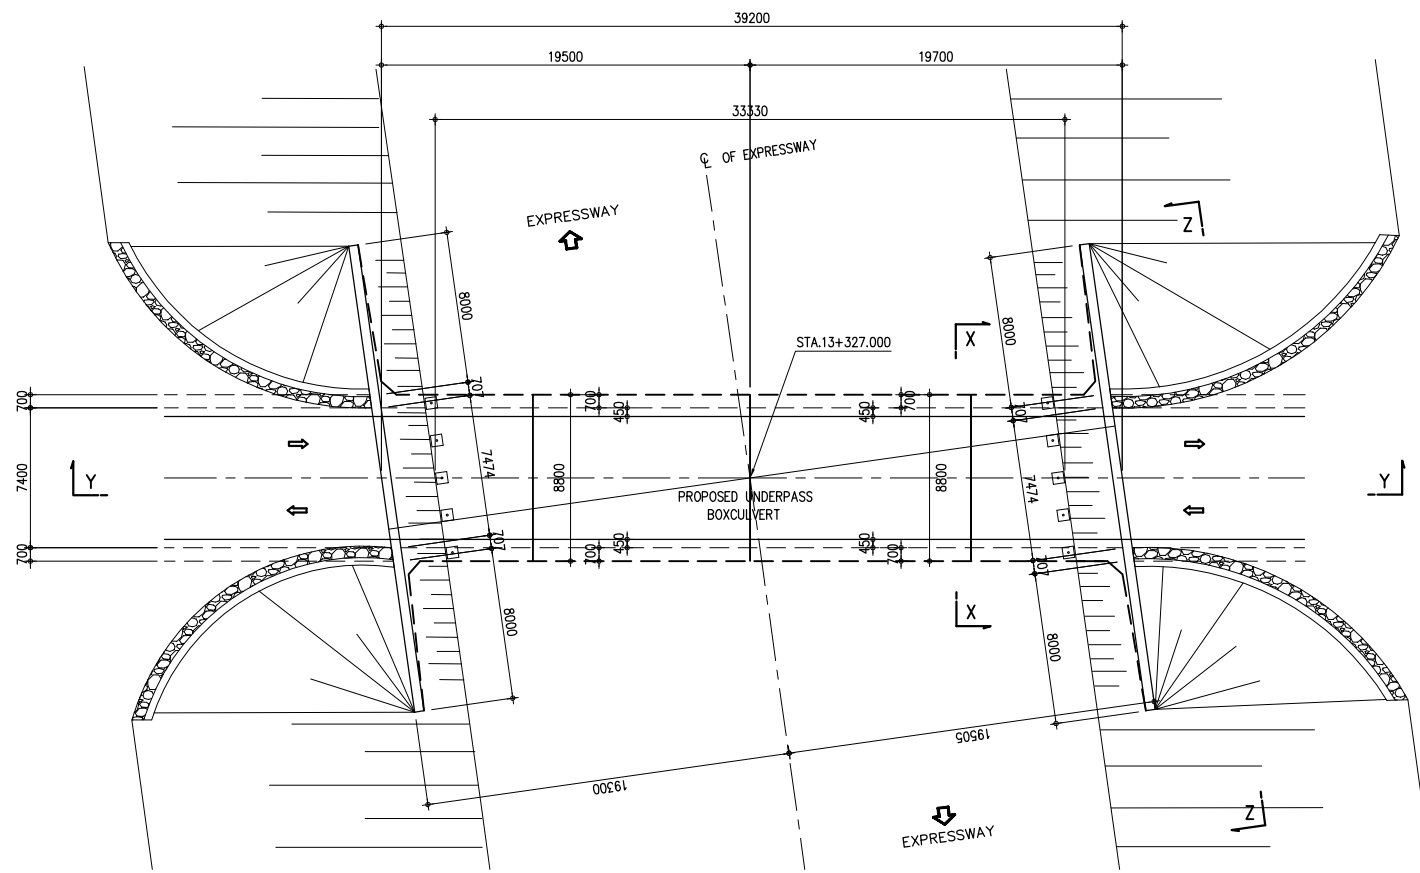 39200
19500
19700
33330
℄ OF EXPRESSWAY
EXPRESSWAY
Z
8000
8000
X
STA.13+327.000
707
700
700
700
450
450
707
7474
8800
8800
7474
7400
Y
Y
PROPOSED UNDERPASS
BOXCULVERT
450
450
707
700
700
700
707
8000
X
8000
19505
19300
Z
EXPRESSWAY